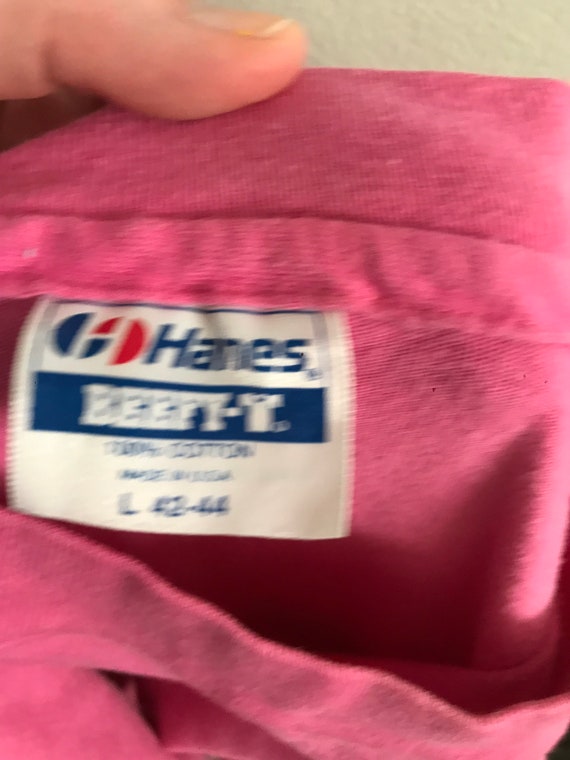 Hanes®
BEEFY-T®
100% COTTON
MADE IN U.S.A.
L 42-44